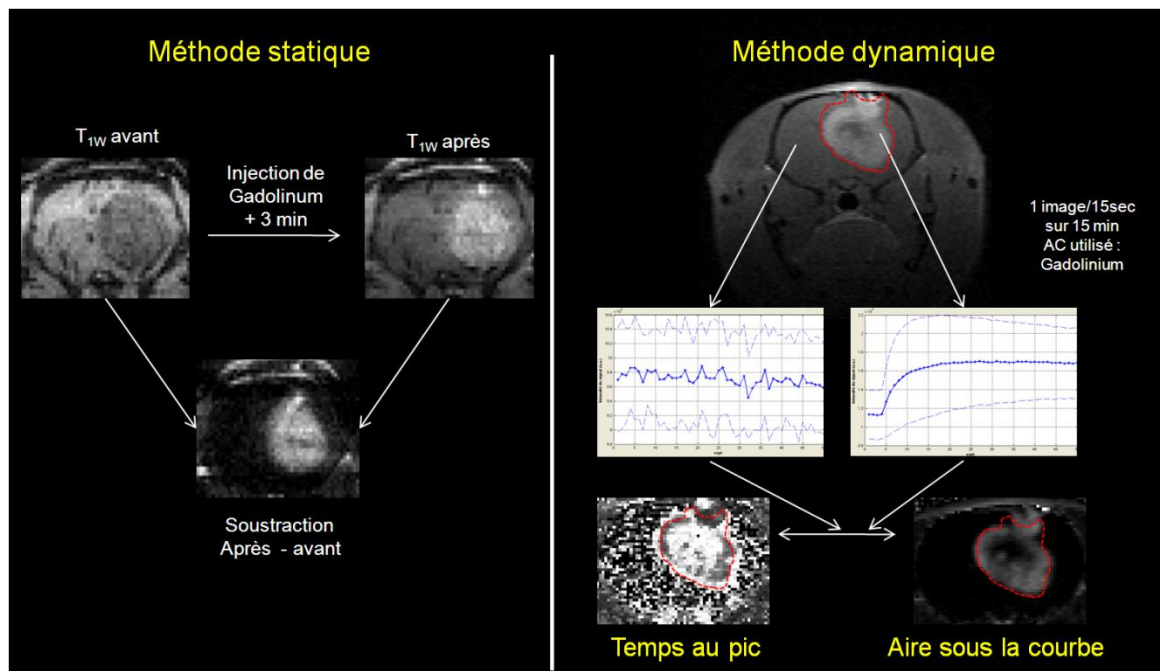 Méthode statique
T1W avant
Injection de
Gadolinum
+ 3 min
T1W après
Soustraction
Après - avant
Méthode dynamique
1 image/15sec
sur 15 min
AC utilisé :
Gadolinium
Temps au pic
Aire sous la courbe